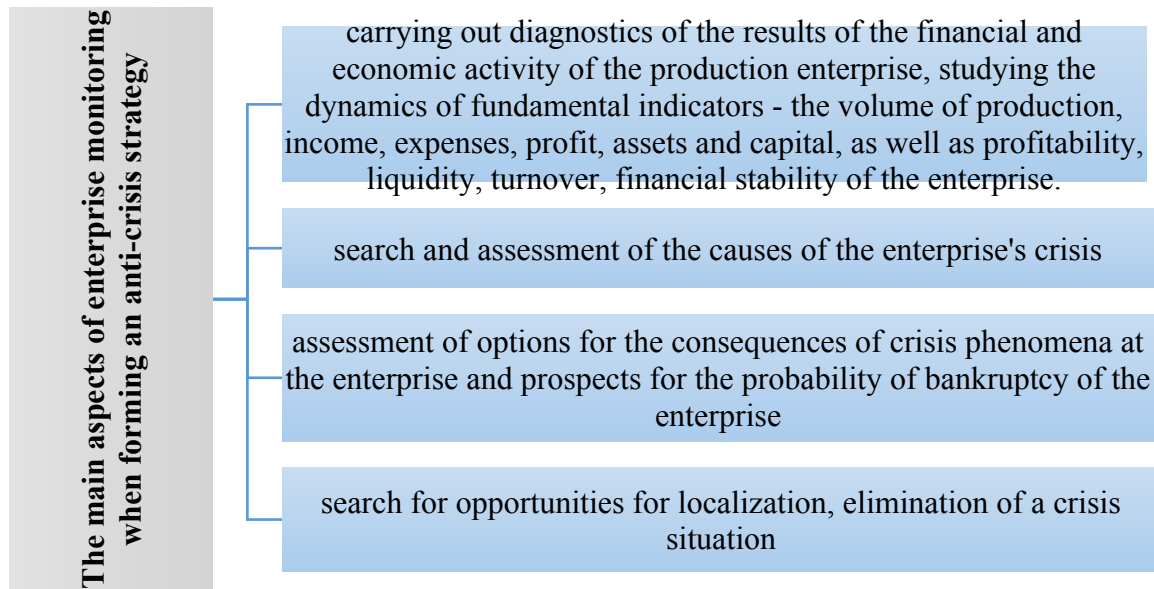 The main aspects of enterprise monitoring
when forming an anti-crisis strategy
carrying out diagnostics of the results of the financial and
economic activity of the production enterprise, studying the
dynamics of fundamental indicators - the volume of production,
income, expenses, profit, assets and capital, as well as profitability,
liquidity, turnover, financial stability of the enterprise.
search and assessment of the causes of the enterprise's crisis
assessment of options for the consequences of crisis phenomena at
the enterprise and prospects for the probability of bankruptcy of the
enterprise
search for opportunities for localization, elimination of a crisis
situation